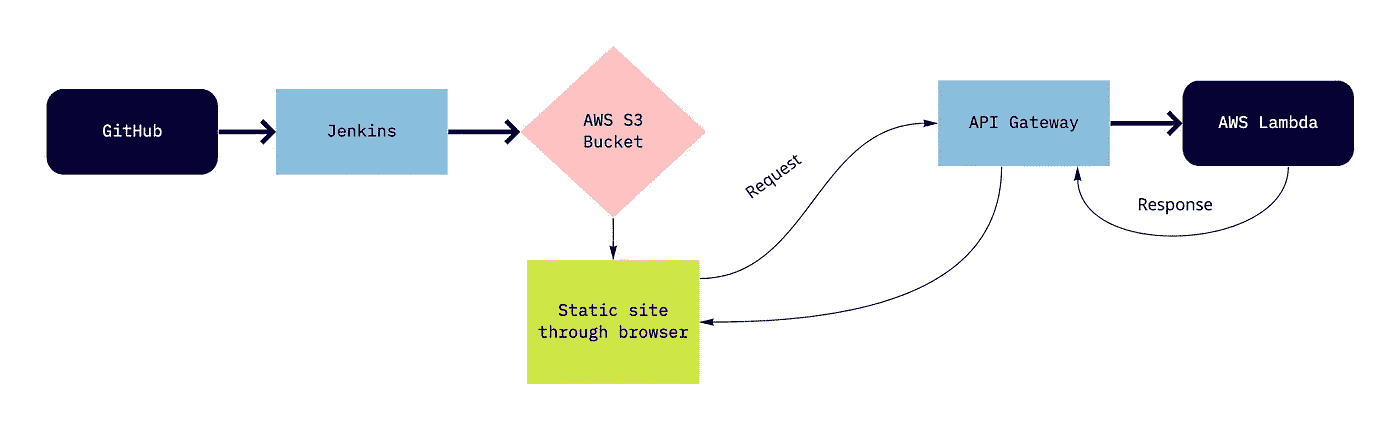 GitHub
Jenkins
AWS S3
Bucket
API Gateway
AWS Lambda
Request
Response
Static site
through browser